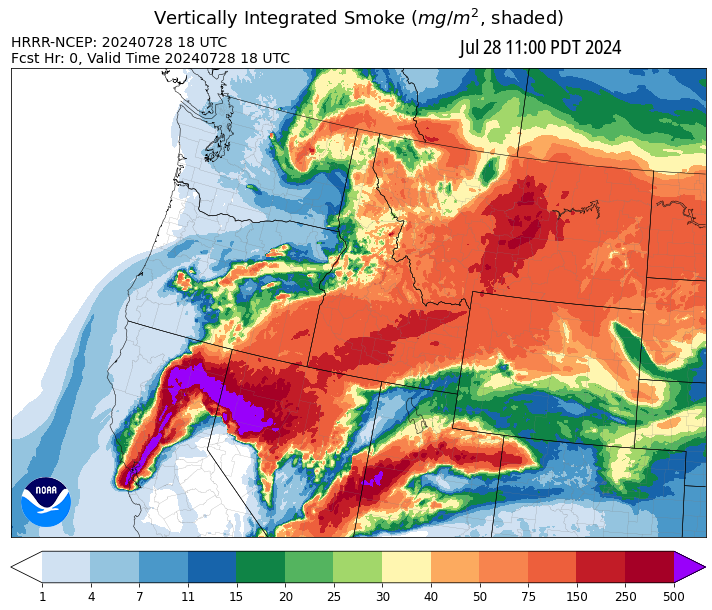 Vertically Integrated Smoke (mg/m², shaded)
HRRR-NCEP: 20240728 18 UTC
Jul 28 11:00 PDT 2024
Fcst Hr: 0, Valid Time 20240728 18 UTC
NOAA
1 4 7 11 15 20 25 30 40 50 75 150 250 500